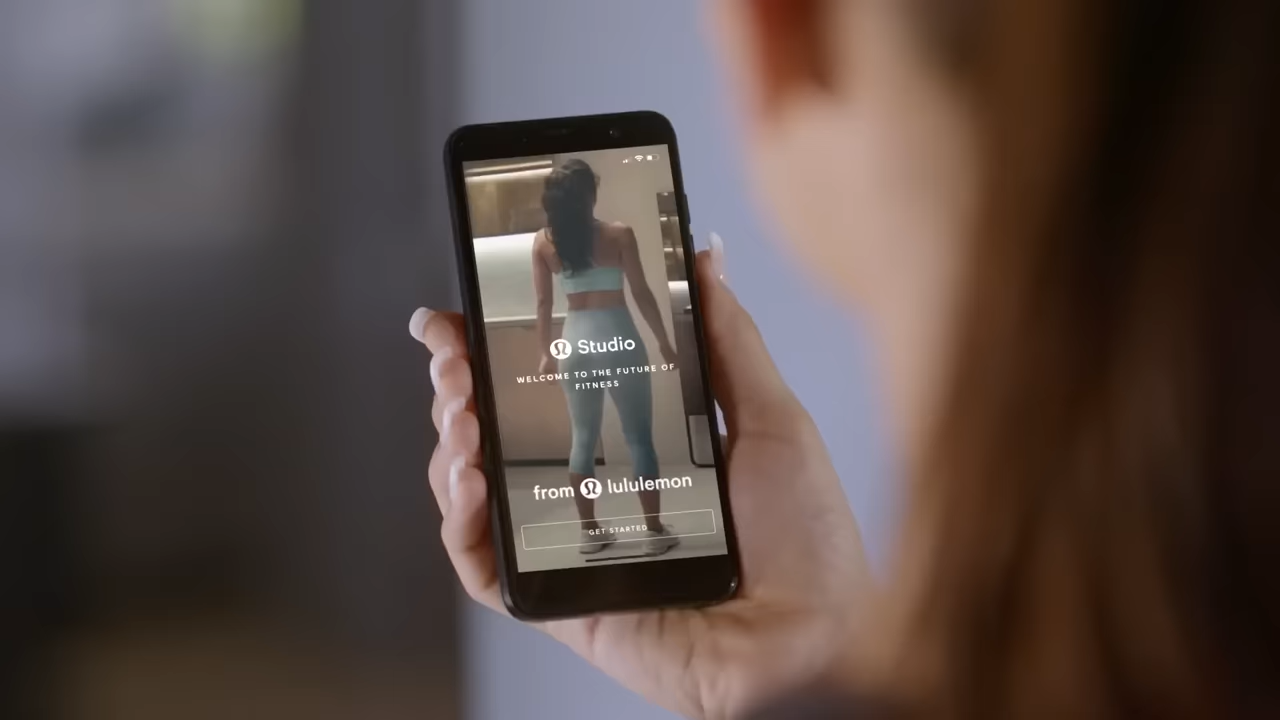 Studio
WELCOME TO THE FUTURE OF
FITNESS
from lululemon
GET STARTED